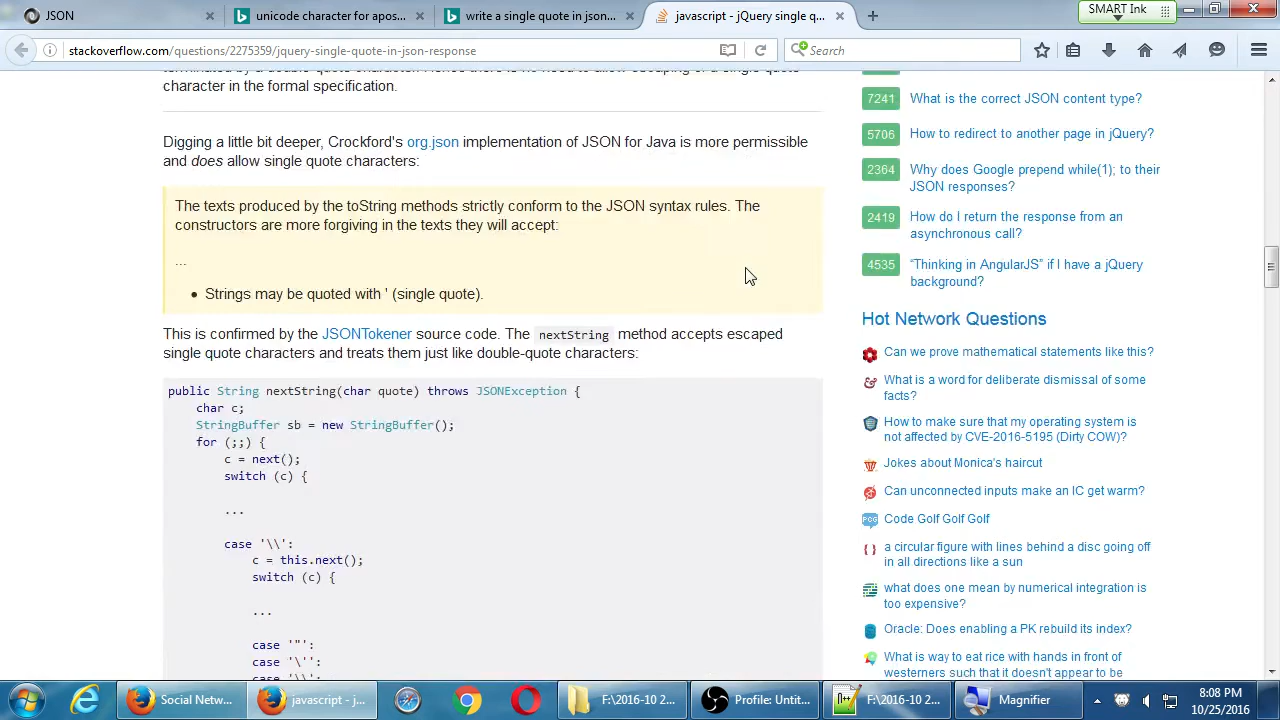 JSON
unicode character for apos...
write a single quote in json...
javascript - jQuery single q...
SMART Ink
stackoverflow.com/questions/2275359/jquery-single-quote-in-json-response
Search
character in the formal specification.
Digging a little bit deeper, Crockford's org.json implementation of JSON for Java is more permissible
and does allow single quote characters:
The texts produced by the toString methods strictly conform to the JSON syntax rules. The
constructors are more forgiving in the texts they will accept:
...
• Strings may be quoted with ' (single quote).
This is confirmed by the JSONTokener source code. The nextString method accepts escaped
single quote characters and treats them just like double-quote characters:
public String nextString(char quote) throws JSONException {
char c;
StringBuffer sb = new StringBuffer();
for (;;) {
c = next();
switch (c) {
...
case '\\':
c = this.next();
switch (c) {
...
case '"':
case '\'':
case '\\':
7241 What is the correct JSON content type?
5706 How to redirect to another page in jQuery?
2364 Why does Google prepend while(1); to their
JSON responses?
2419 How do I return the response from an
asynchronous call?
4535 “Thinking in AngularJS” if I have a jQuery
background?
Hot Network Questions
Can we prove mathematical statements like this?
What is a word for deliberate dismissal of some
facts?
How to make sure that my operating system is
not affected by CVE-2016-5195 (Dirty COW)?
Jokes about Monica's haircut
Can unconnected inputs make an IC get warm?
PCG Code Golf Golf Golf
a circular figure with lines behind a disc going off
in all directions like a sun
what does one mean by numerical integration is
too expensive?
Oracle: Does enabling a PK rebuild its index?
What is way to eat rice with hands in front of
westerners such that it doesn't appear to be
Social Netw...
javascript - j...
F:\2016-10 2...
Profile: Untit...
F:\2016-10 2...
Magnifier
8:08 PM
10/25/2016